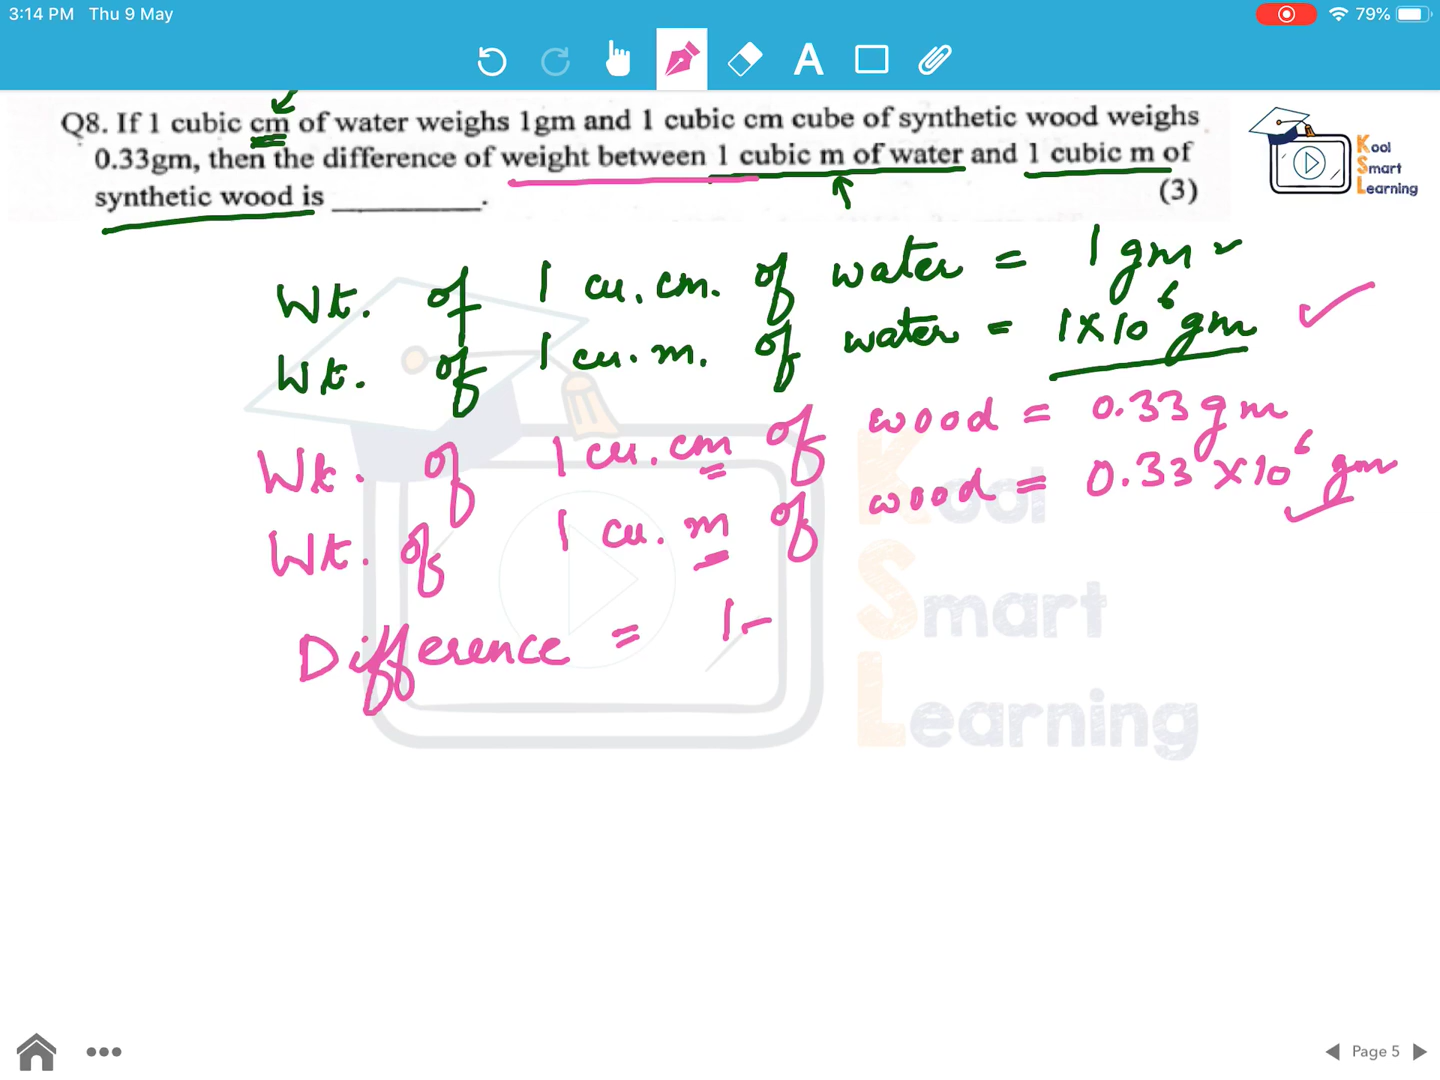 3:14 PM Thu 9 May
79%
A
Q8. If 1 cubic cm of water weighs 1gm and 1 cubic cm cube of synthetic wood weighs
0.33gm, then the difference of weight between 1 cubic m of water and 1 cubic m of
synthetic wood is __________. (3)
Kool
Smart
Learning
Wt. of 1 cu. cm. of water = 1 gm
Wt. of 1 cu. m. of water = 1×10⁶ gm
Wt. of 1 cu. cm of wood = 0.33 gm
Wt. of 1 cu. m of wood = 0.33×10⁶ gm
Difference = 1-
Kool
Smart
Learning
Page 5